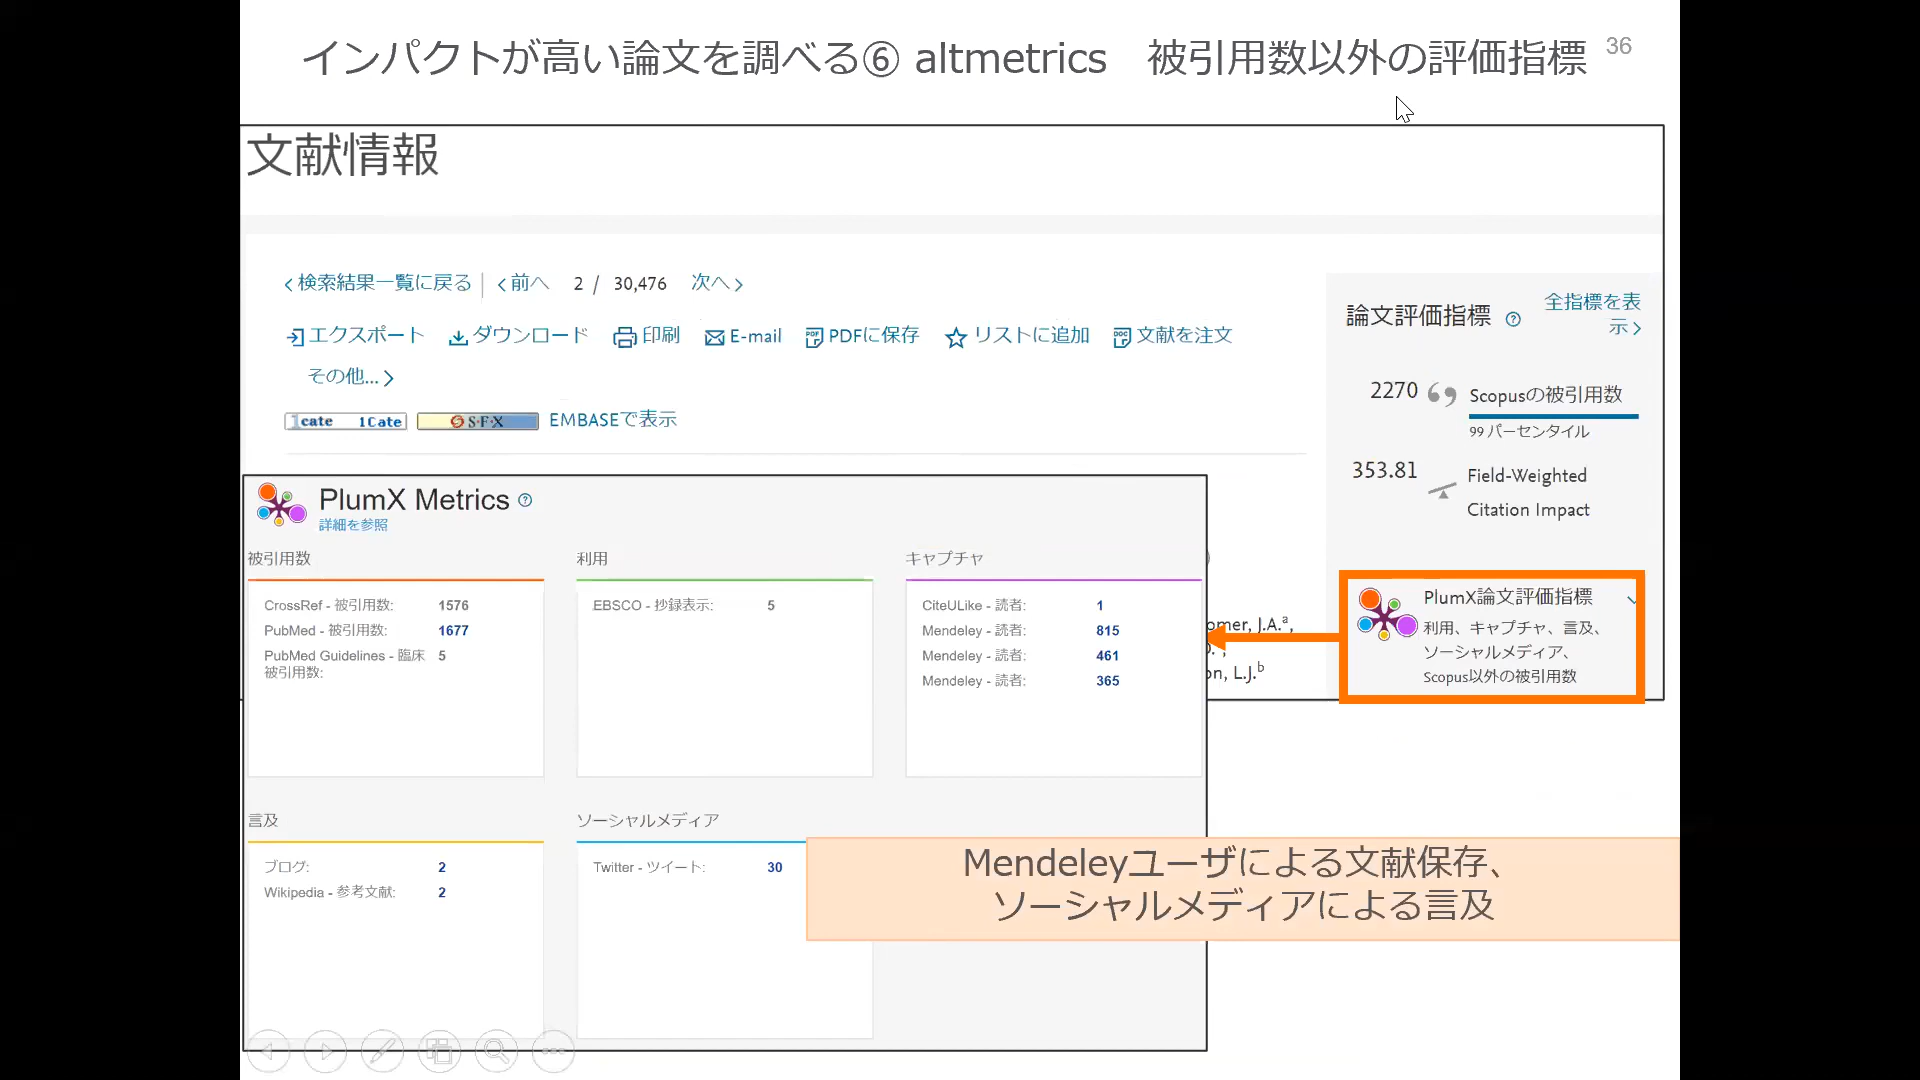 インパクトが高い論文を調べる⑥ altmetrics　被引用数以外の評価指標
36
文献情報
検索結果一覧に戻る 前へ 2 / 30,476 次へ
エクスポート ダウンロード 印刷 E-mail PDFに保存 リストに追加 文献を注文
その他...
1cate 1Cate S·F·X EMBASEで表示
論文評価指標 全指標を表示
2270 Scopusの被引用数
99 パーセンタイル
353.81 Field-Weighted
Citation Impact
PlumX論文評価指標
利用、キャプチャ、言及、
ソーシャルメディア、
Scopus以外の被引用数
omer, J.A.a,
on, L.J.b
PlumX Metrics
詳細を参照
被引用数
CrossRef - 被引用数: 1576
PubMed - 被引用数: 1677
PubMed Guidelines - 臨床 5
被引用数:
利用
EBSCO - 抄録表示: 5
キャプチャ
CiteULike - 読者: 1
Mendeley - 読者: 815
Mendeley - 読者: 461
Mendeley - 読者: 365
言及
ブログ: 2
Wikipedia - 参考文献: 2
ソーシャルメディア
Twitter - ツイート: 30
Mendeleyユーザによる文献保存、
ソーシャルメディアによる言及